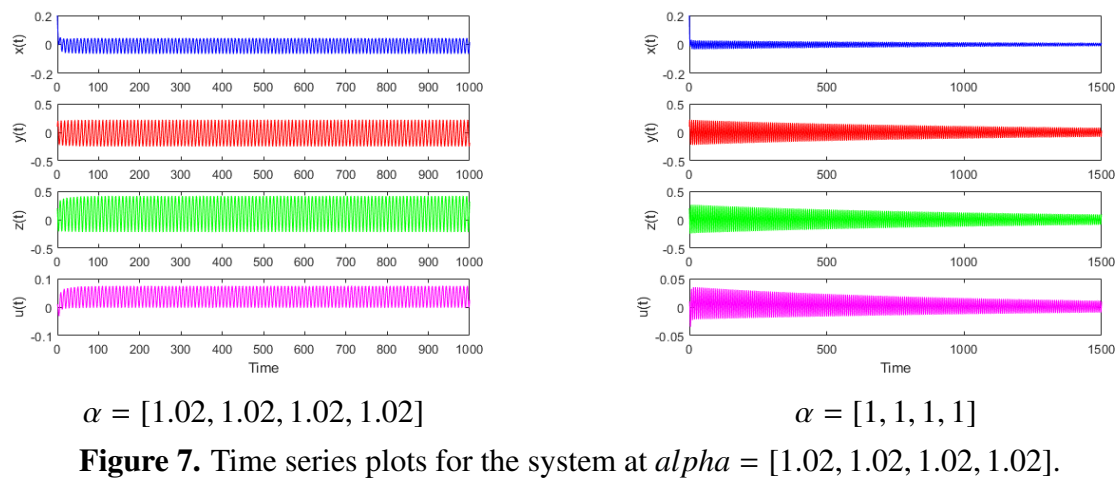 0.2
0
-0.2
x(t)
0 100 200 300 400 500 600 700 800 900 1000
0.5
0
-0.5
y(t)
0 100 200 300 400 500 600 700 800 900 1000
0.5
0
-0.5
z(t)
0 100 200 300 400 500 600 700 800 900 1000
0.1
0
-0.1
u(t)
0 100 200 300 400 500 600 700 800 900 1000
Time
α = [1.02, 1.02, 1.02, 1.02]
0.2
0
-0.2
x(t)
0 500 1000 1500
0.5
0
-0.5
y(t)
0 500 1000 1500
0.5
0
-0.5
z(t)
0 500 1000 1500
0.05
0
-0.05
u(t)
0 500 1000 1500
Time
α = [1, 1, 1, 1]
Figure 7. Time series plots for the system at alpha = [1.02, 1.02, 1.02, 1.02].